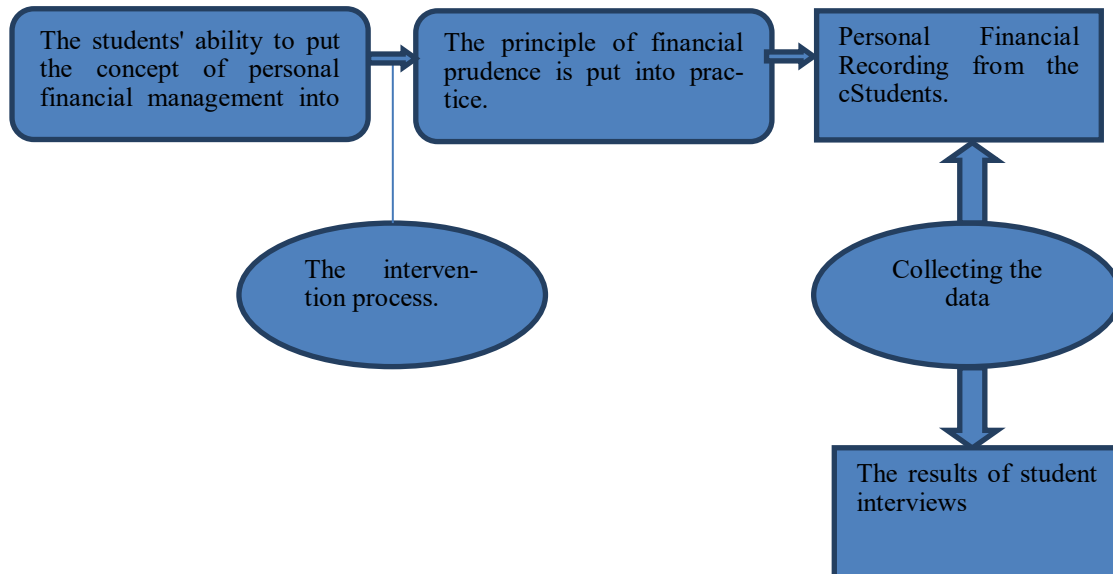 The students' ability to put
the concept of personal
financial management into
The principle of financial
prudence is put into prac-
tice.
Personal Financial
Recording from the
cStudents.
The interven-
tion process.
Collecting the
data
The results of student
interviews